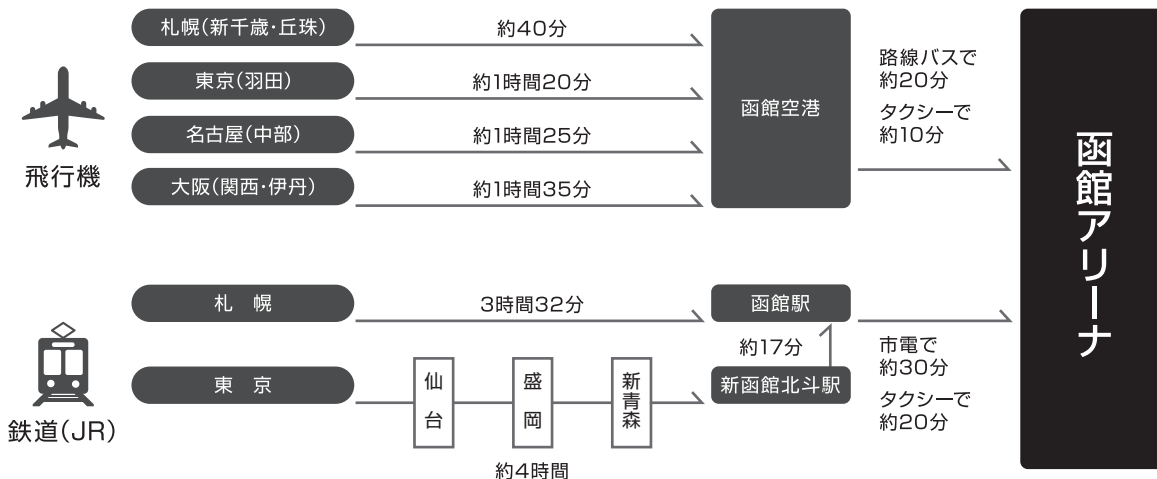 飛行機
札幌(新千歳・丘珠)
約40分
東京(羽田)
約1時間20分
名古屋(中部)
約1時間25分
大阪(関西・伊丹)
約1時間35分
函館空港
路線バスで
約20分
タクシーで
約10分
鉄道(JR)
札　幌
3時間32分
函館駅
東　京
仙台
盛岡
新青森
約4時間
新函館北斗駅
約17分
市電で
約30分
タクシーで
約20分
函館アリーナ